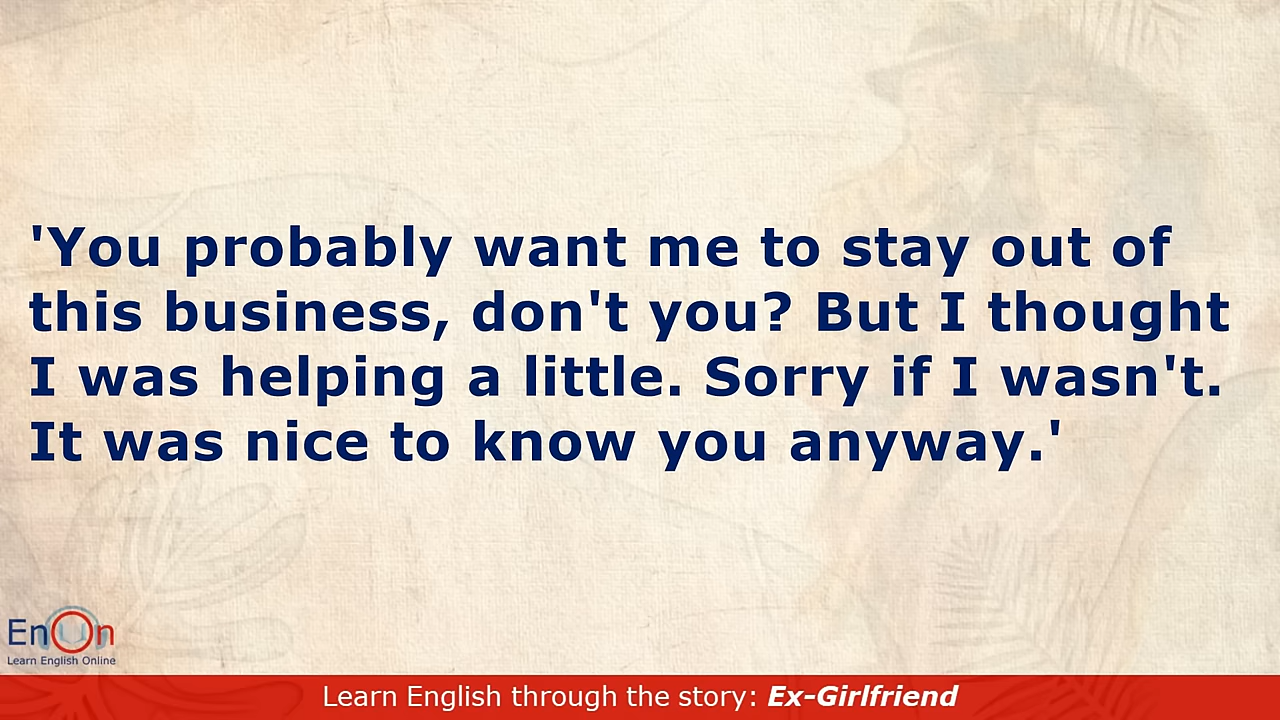 'You probably want me to stay out of
this business, don't you? But I thought
I was helping a little. Sorry if I wasn't.
It was nice to know you anyway.'
EnOn
Learn English Online
Learn English through the story: Ex-Girlfriend